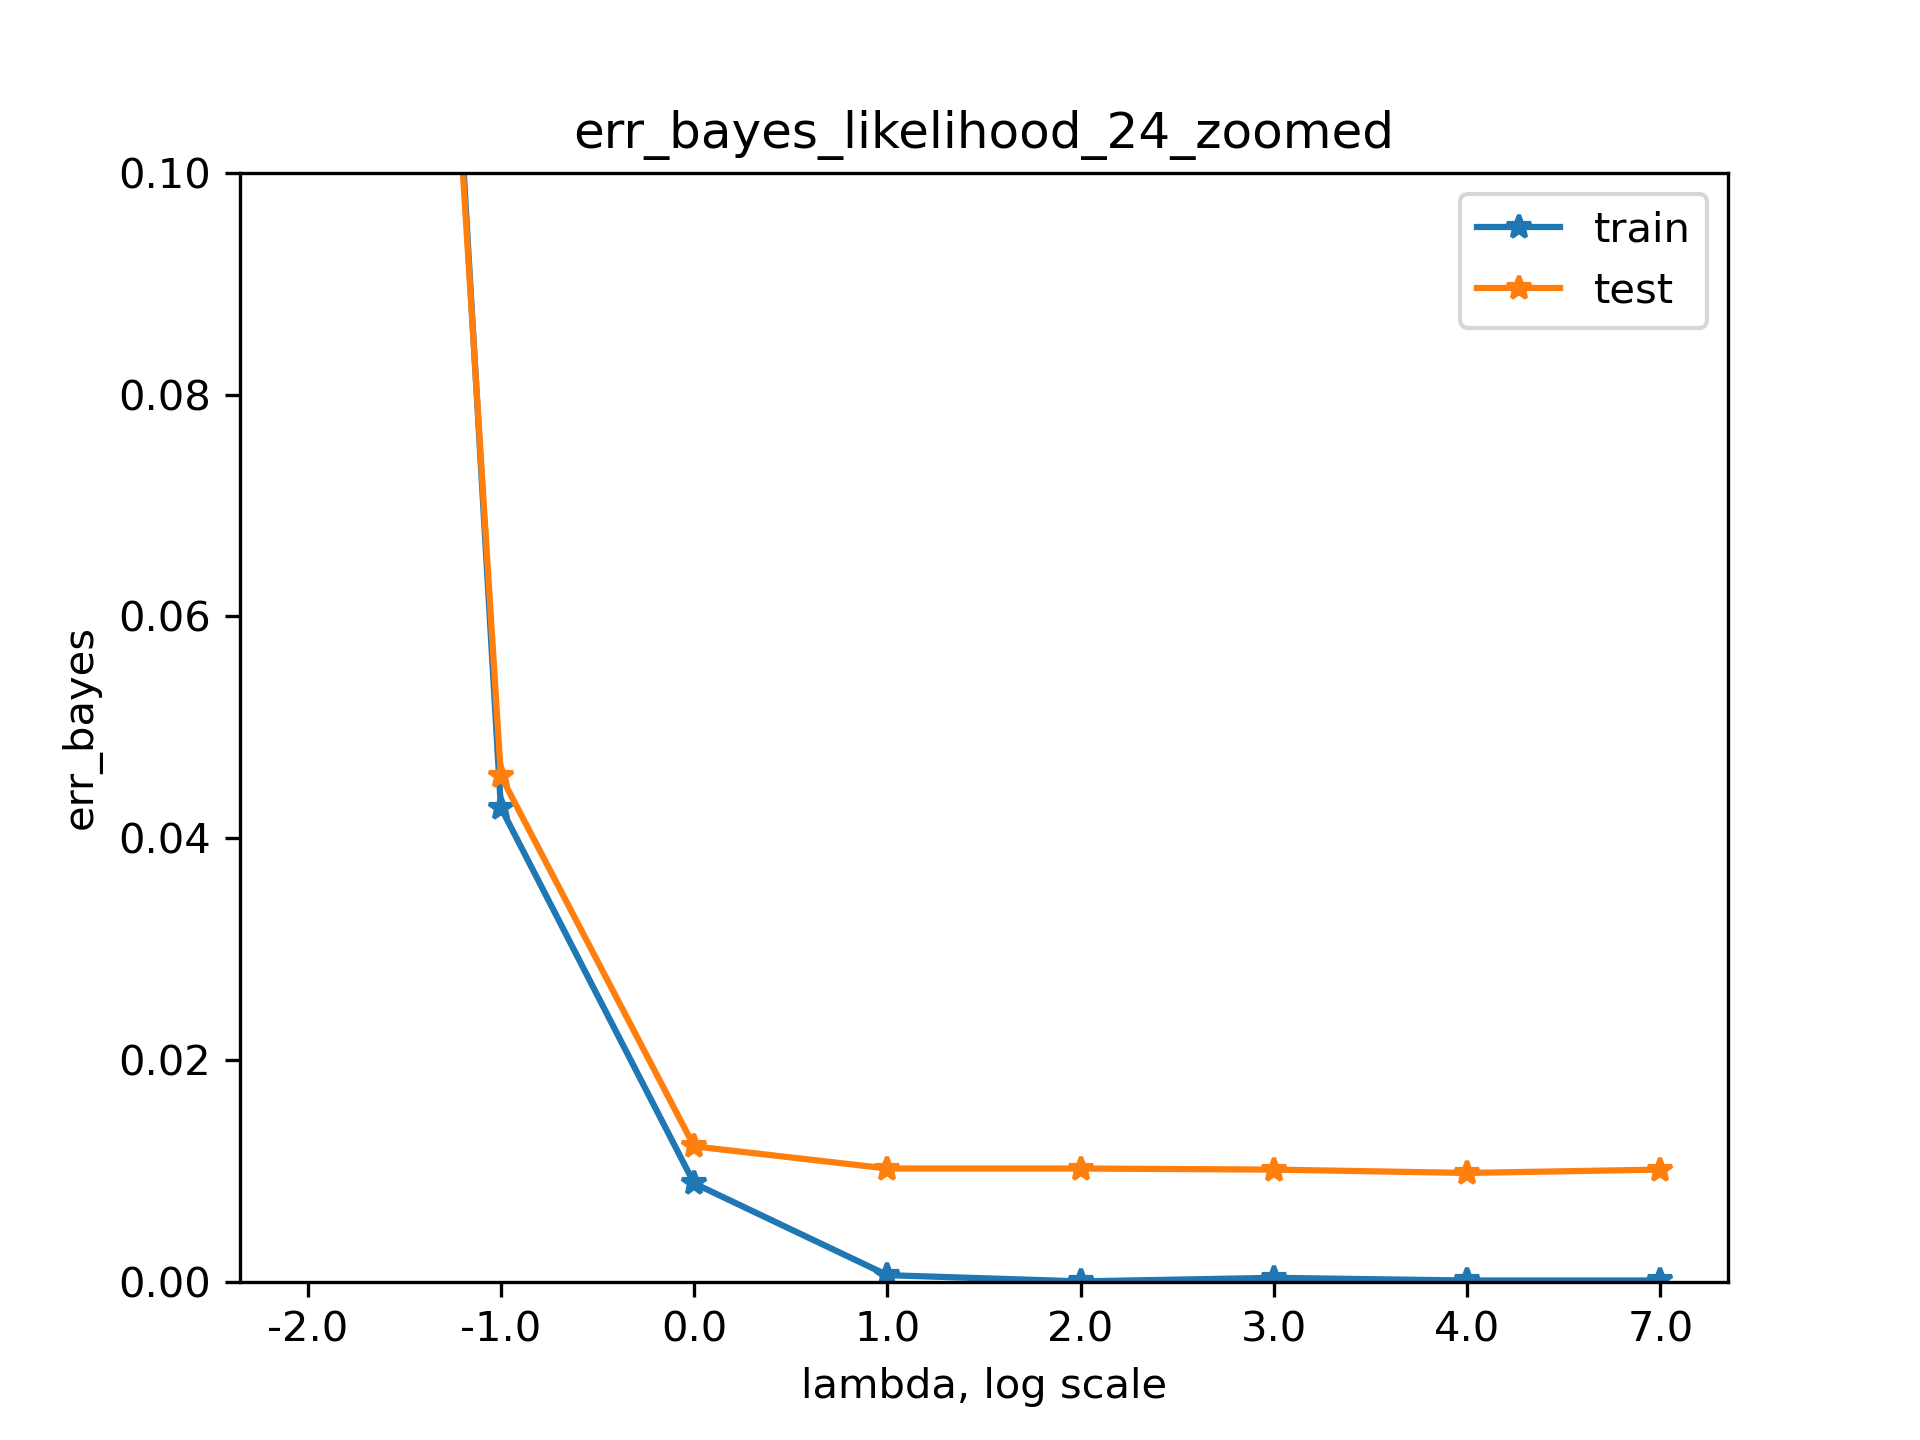 err_bayes_likelihood_24_zoomed
0.10
0.08
0.06
0.04
0.02
0.00
err_bayes
train
test
-2.0 -1.0 0.0 1.0 2.0 3.0 4.0 7.0
lambda, log scale